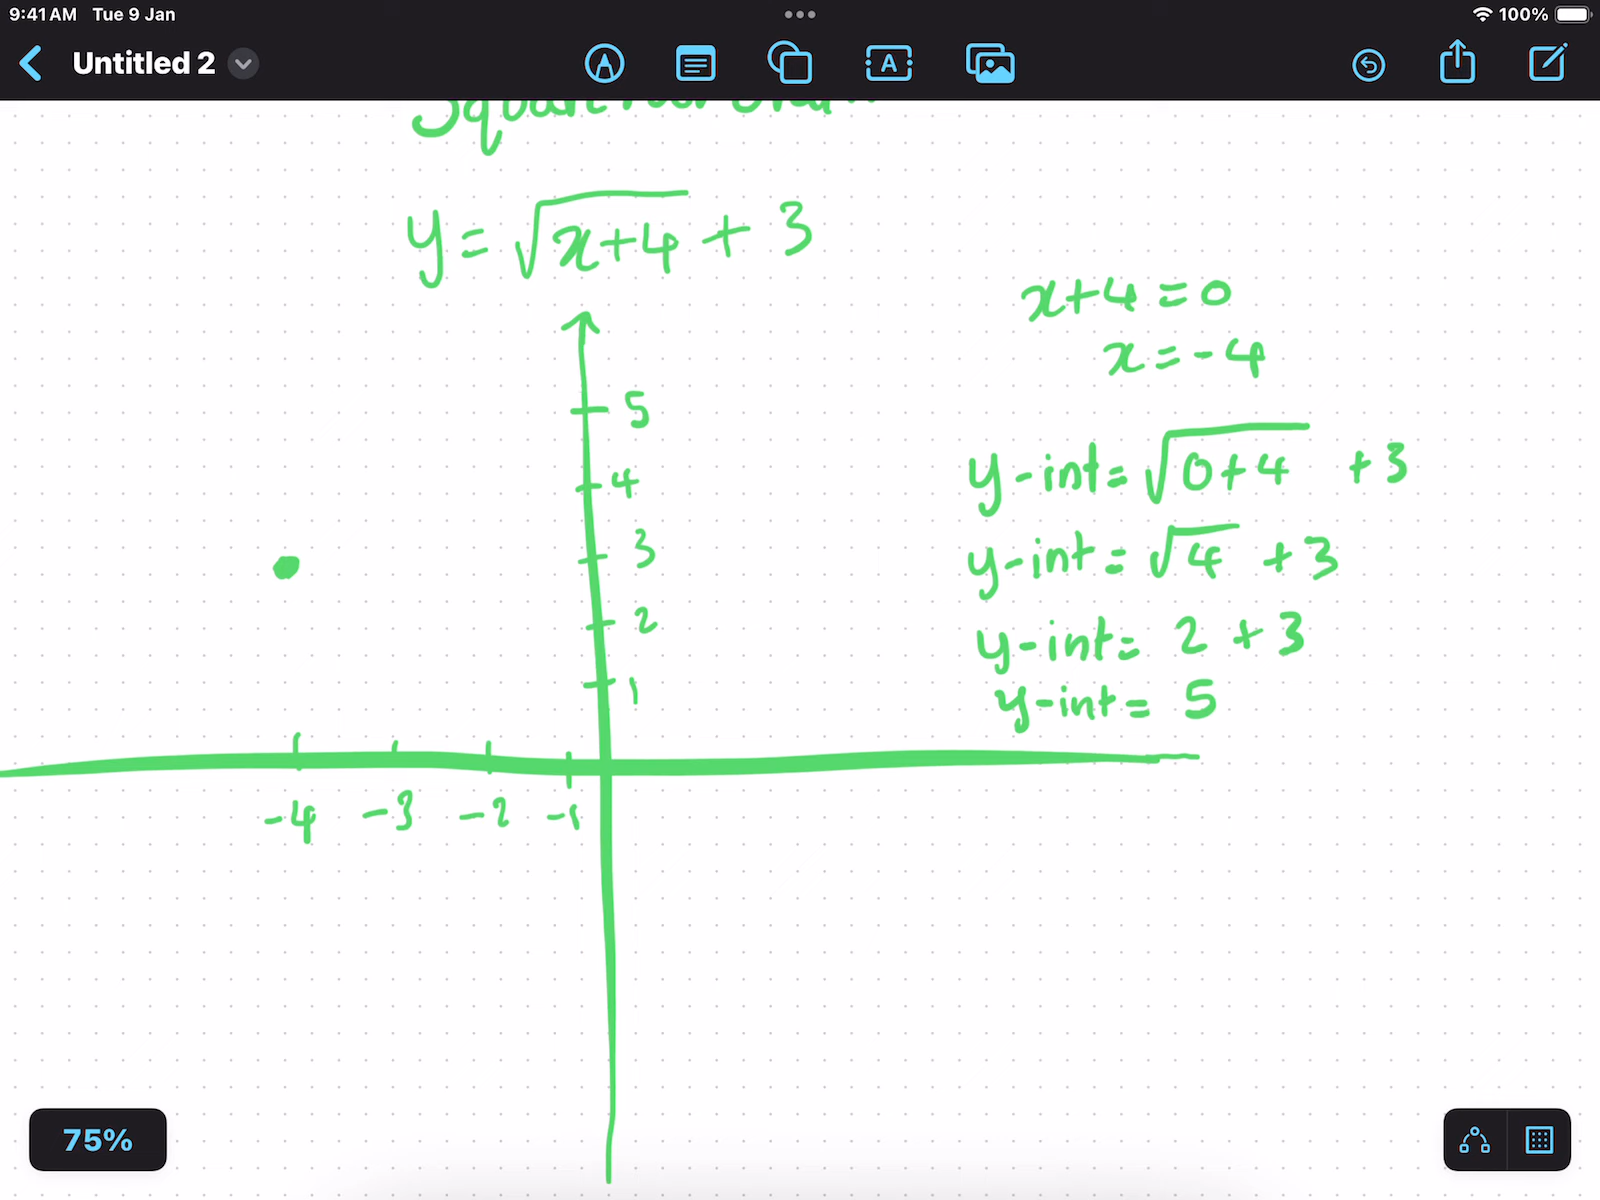 9:41 AM Tue 9 Jan
100%
Untitled 2
A
y = √x+4 + 3
x+4 = 0
x = -4
5
y-int = √0+4 + 3
4
y-int = √4 + 3
3
2
y-int = 2 + 3
1
y-int = 5
-4 -3 -2 -1
75%